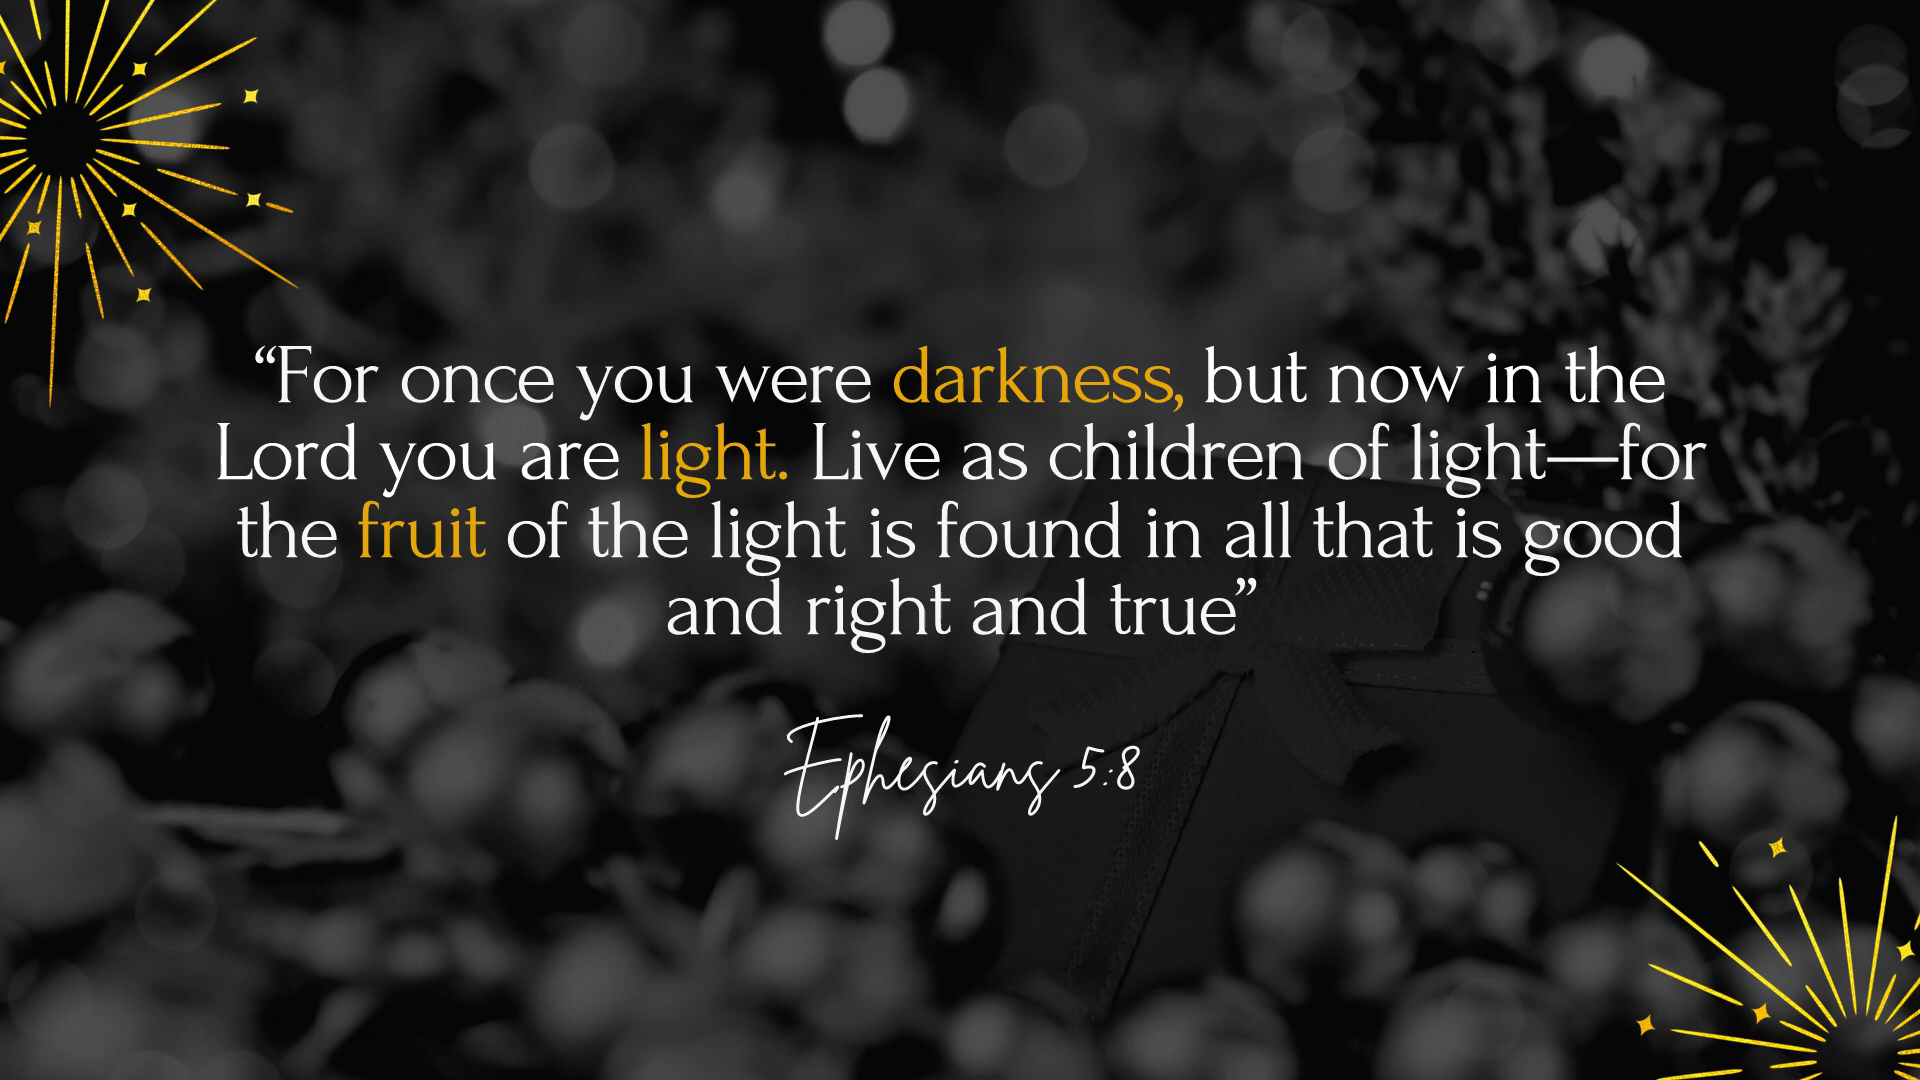 “For once you were darkness, but now in the
Lord you are light. Live as children of light—for
the fruit of the light is found in all that is good
and right and true”
Ephesians 5:8